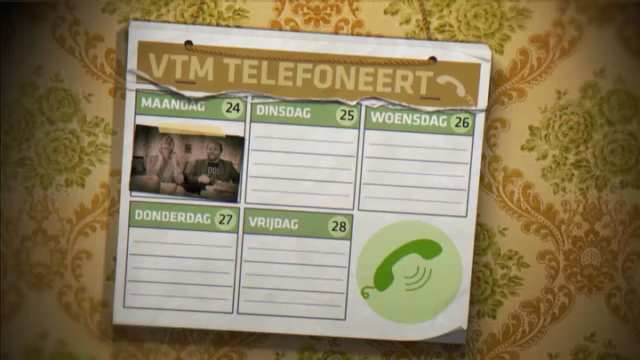 VTM TELEFONEERT
MAANDAG 24 DINSDAG 25 WOENSDAG 26
DONDERDAG 27 VRIJDAG 28